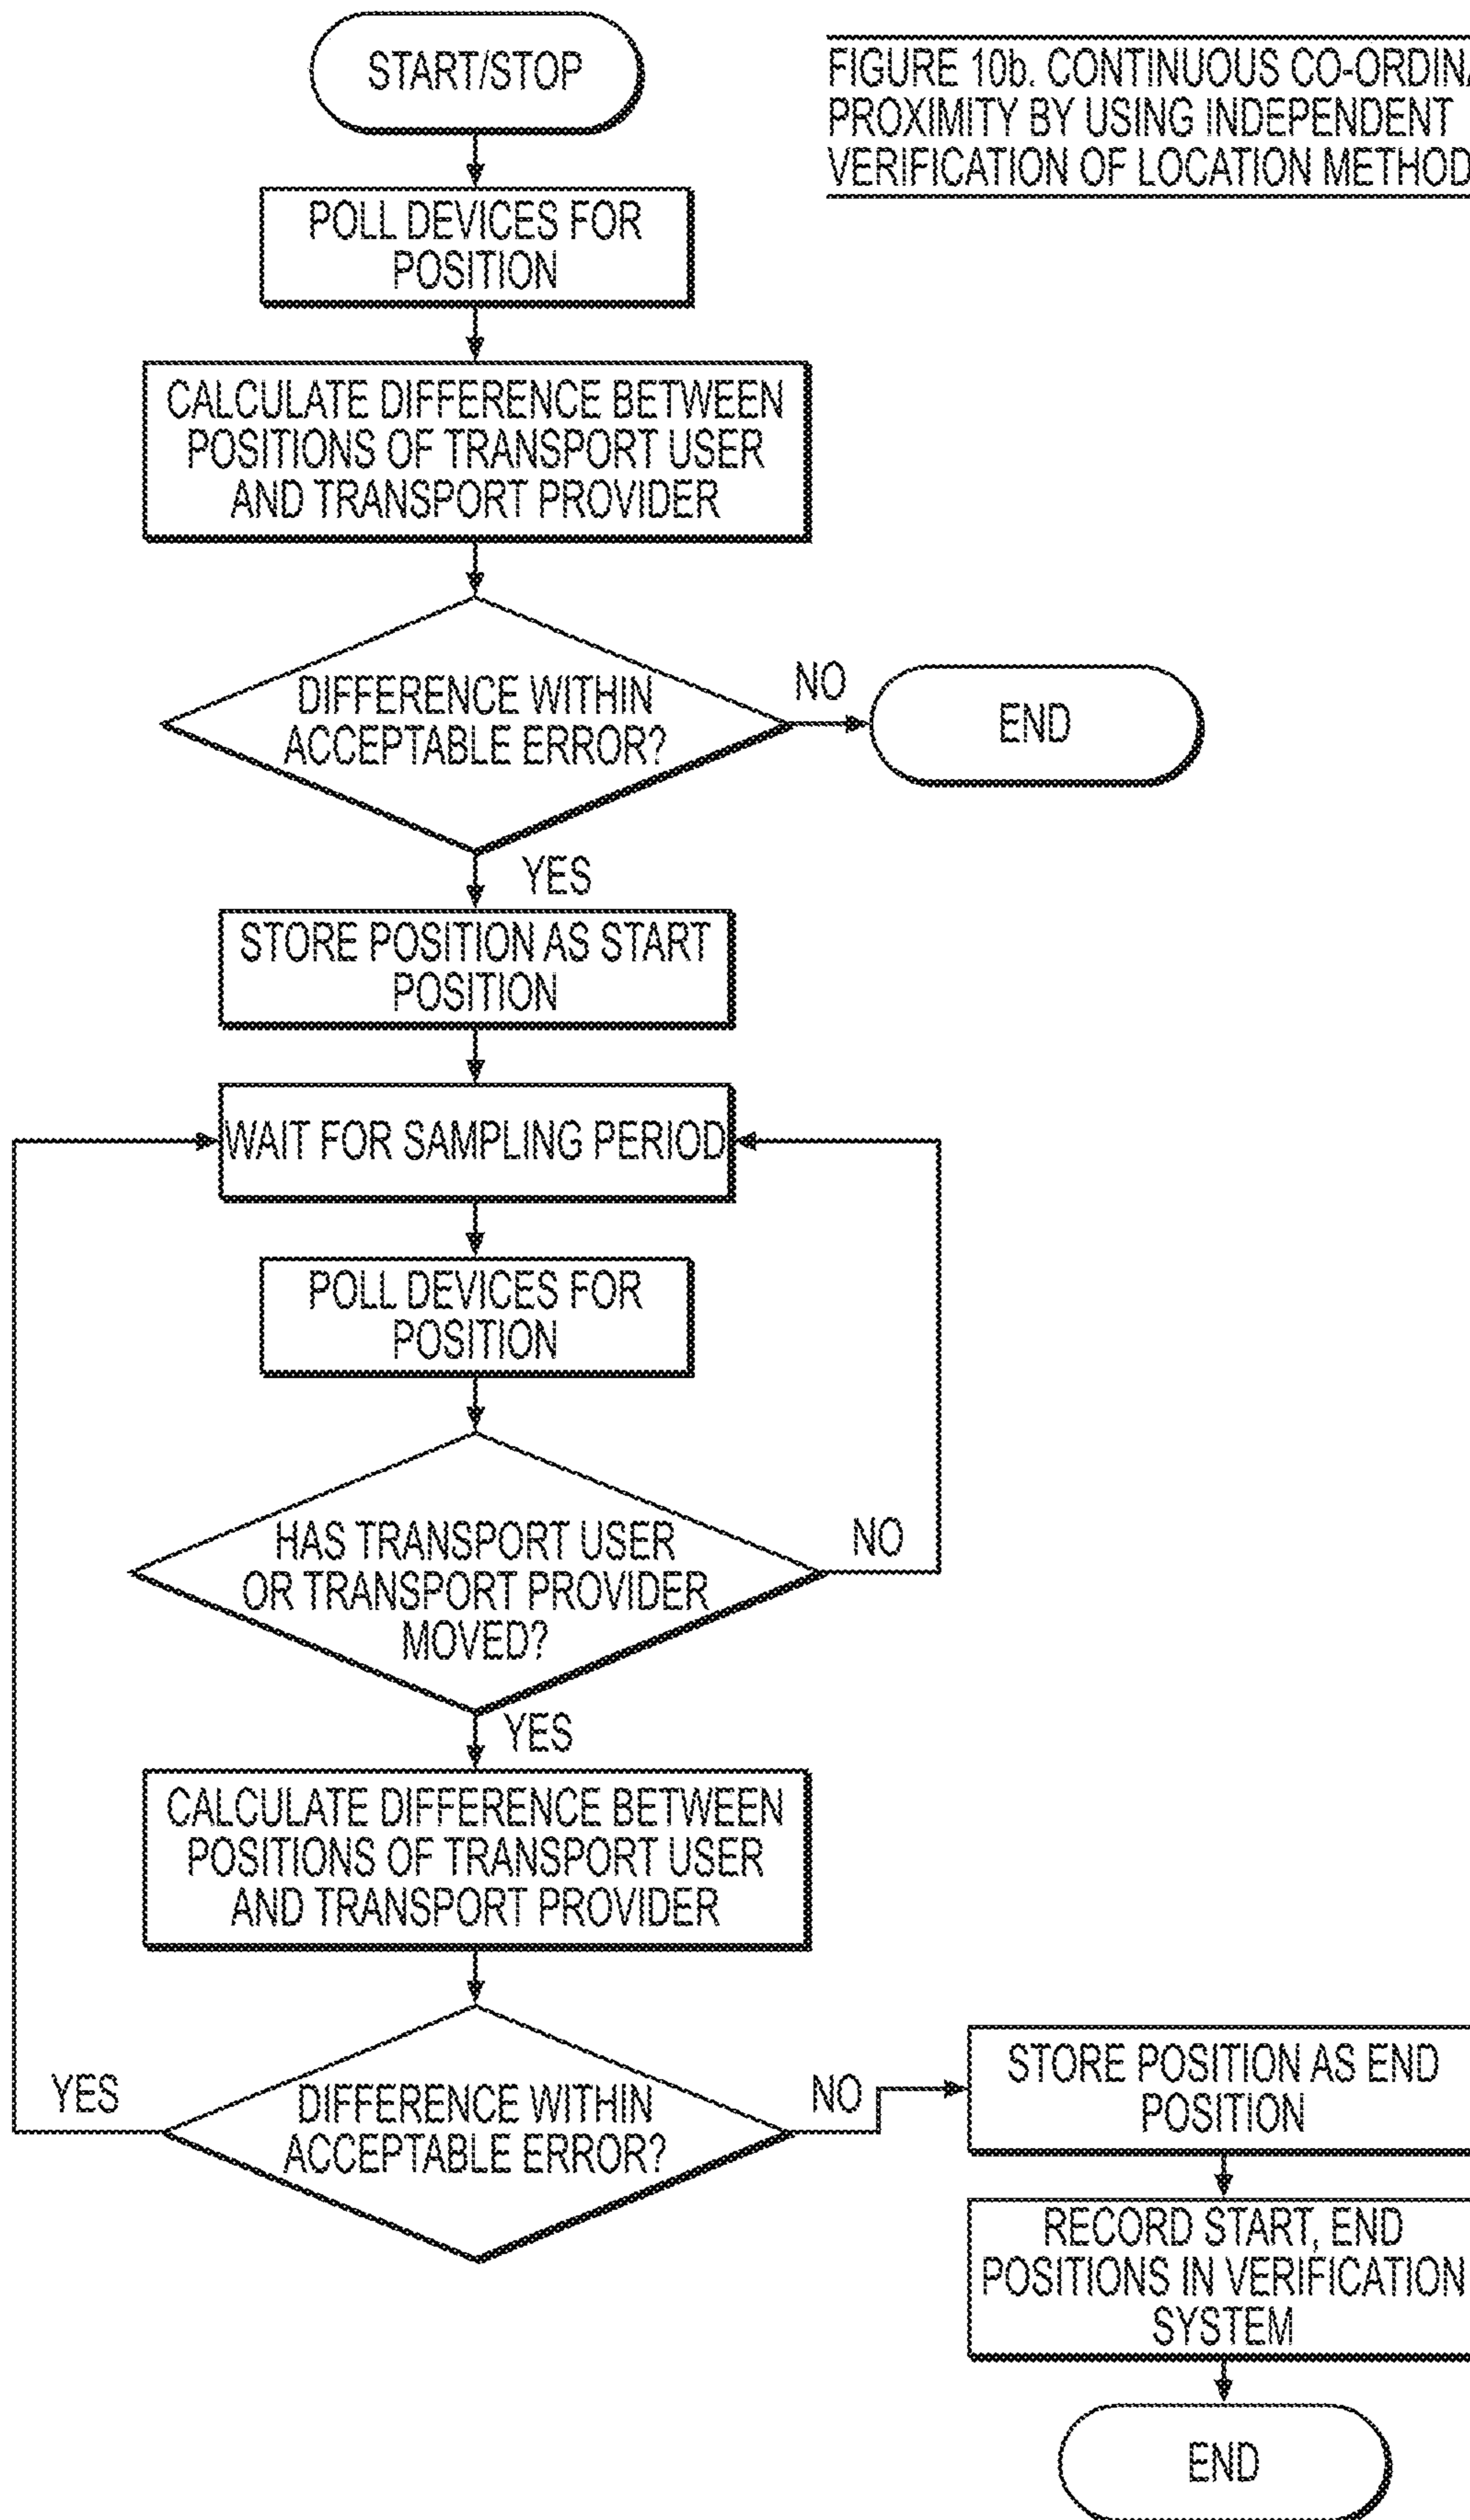 START/STOP
FIGURE 10b. CONTINUOUS
PROXIMITY BY USING INDEPENDENT
VERIFICATION OF LOCATION METHOD
POLL DEVICES FOR
POSITION
CALCULATE DIFFERENCE BETWEEN
POSITIONS OF TRANSPORT USER
AND TRANSPORT PROVIDER
DIFFERENCE WITHIN
ACCEPTABLE ERROR?
NO
END
YES
STORE POSITION AS START
POSITION
WAIT FOR SAMPLING PERIOD
POLL DEVICES FOR
POSITION
HAS TRANSPORT USER
OR TRANSPORT PROVIDER
MOVED?
NO
YES
CALCULATE DIFFERENCE BETWEEN
POSITIONS OF TRANSPORT USER
AND TRANSPORT PROVIDER
DIFFERENCE WITHIN
ACCEPTABLE ERROR?
YES
NO
STORE POSITION AS END
POSITION
RECORD START, END
POSITIONS IN VERIFICATION
SYSTEM
END